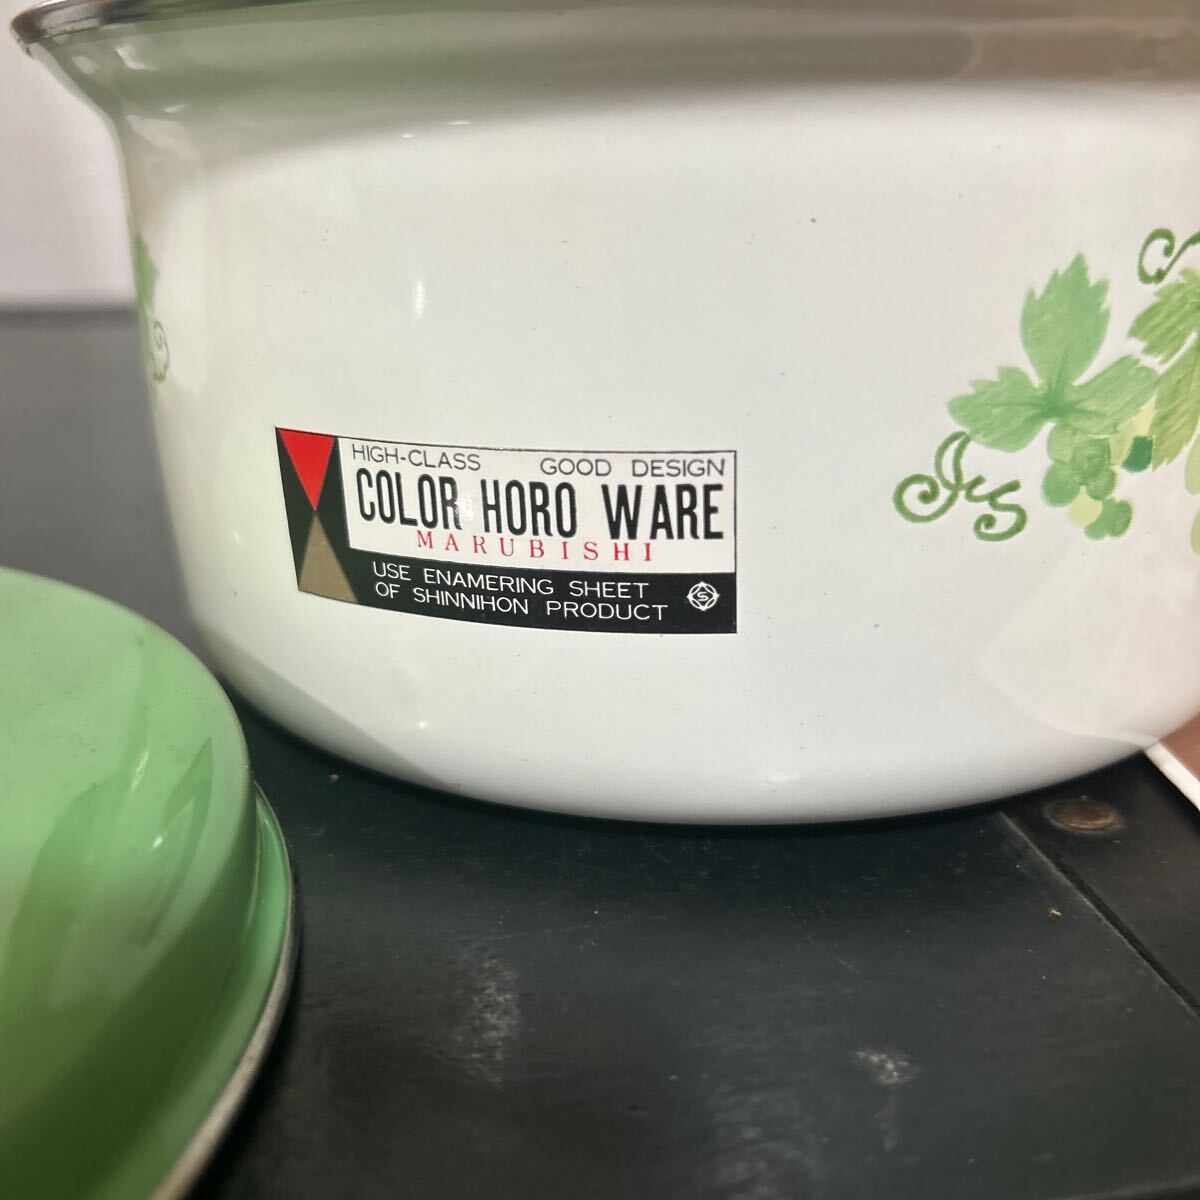 HIGH-CLASS GOOD DESIGN
COLOR HORO WARE
MARUBISHI
USE ENAMERING SHEET
OF SHINNIHON PRODUCT
S